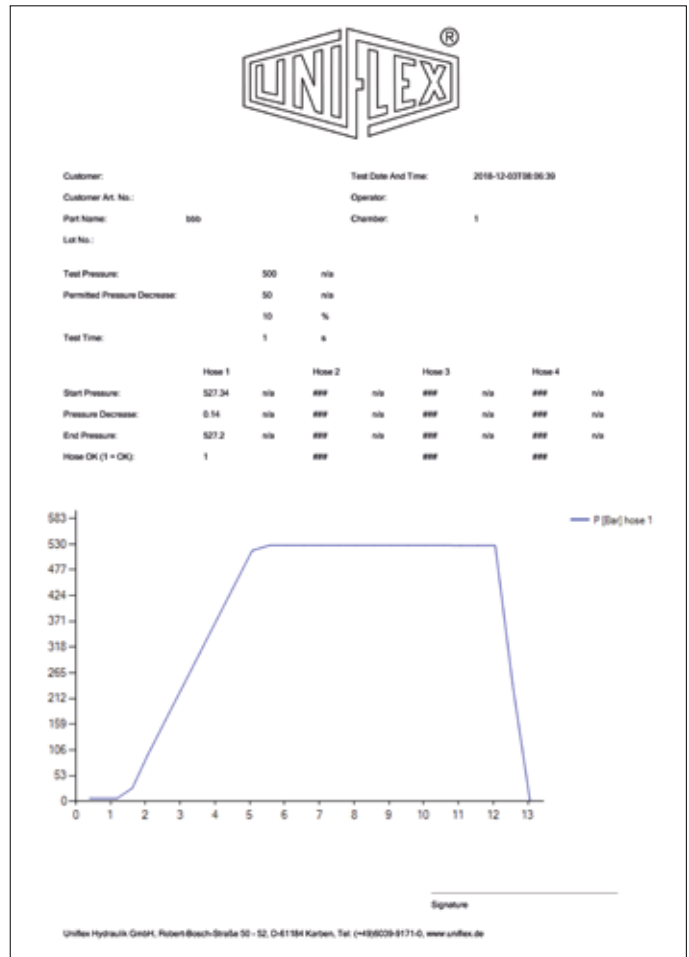 UNIFLEX ®
Customer: Test Date And Time: 2018-12-03T08:06:39
Customer Art. No.: Operator:
Part Name: bbb Chamber: 1
Lot No.:
Test Pressure: 500 n/a
Permitted Pressure Decrease: 50 n/a
10 %
Test Time: 1 s
Hose 1 Hose 2 Hose 3 Hose 4
Start Pressure: 527.34 n/a ### n/a ### n/a ### n/a
Pressure Decrease: 0.14 n/a ### n/a ### n/a ### n/a
End Pressure: 527.2 n/a ### n/a ### n/a ### n/a
Hose OK (1 = OK): 1 ### ### ###
P [Bar] hose 1
583
530
477
424
371
318
265
212
159
106
53
0
0 1 2 3 4 5 6 7 8 9 10 11 12 13
Signature
Uniflex Hydraulik GmbH, Robert-Bosch-Straße 50 - 52, D-61184 Karben, Tel: (+49)6039-9171-0, www.uniflex.de